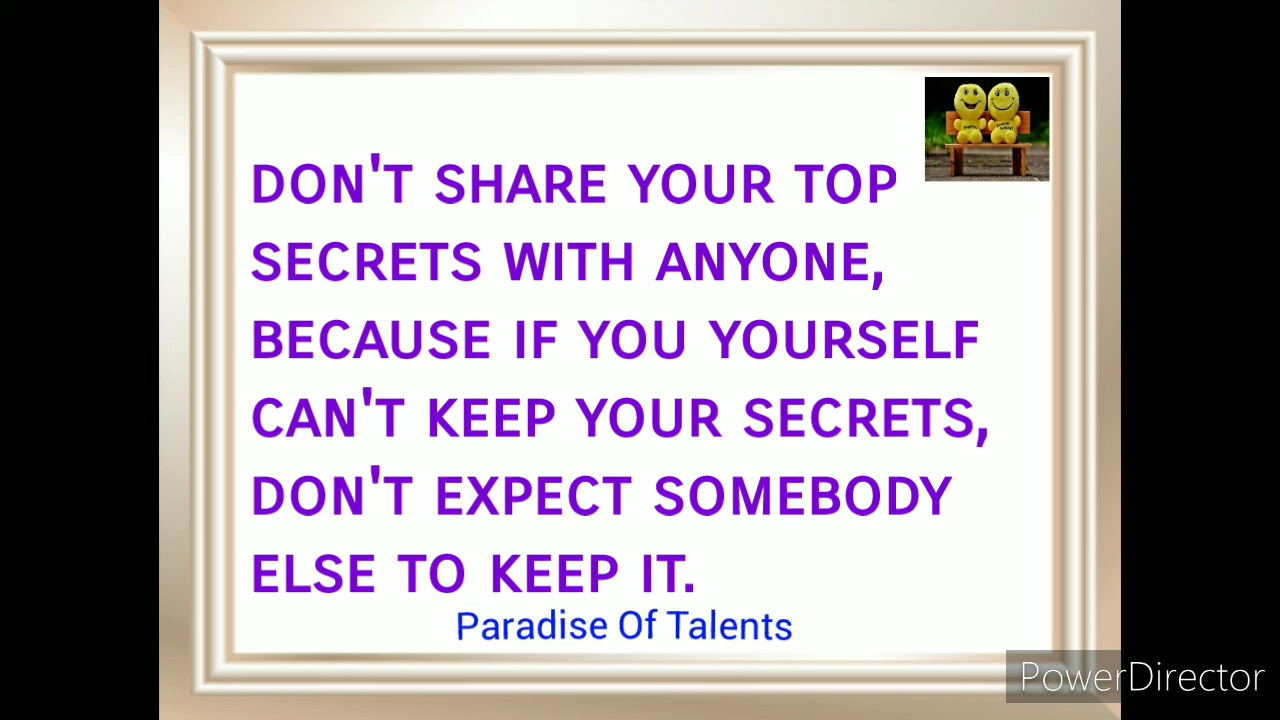 DON'T SHARE YOUR TOP
SECRETS WITH ANYONE,
BECAUSE IF YOU YOURSELF
CAN'T KEEP YOUR SECRETS,
DON'T EXPECT SOMEBODY
ELSE TO KEEP IT.
Paradise Of Talents
PowerDirector